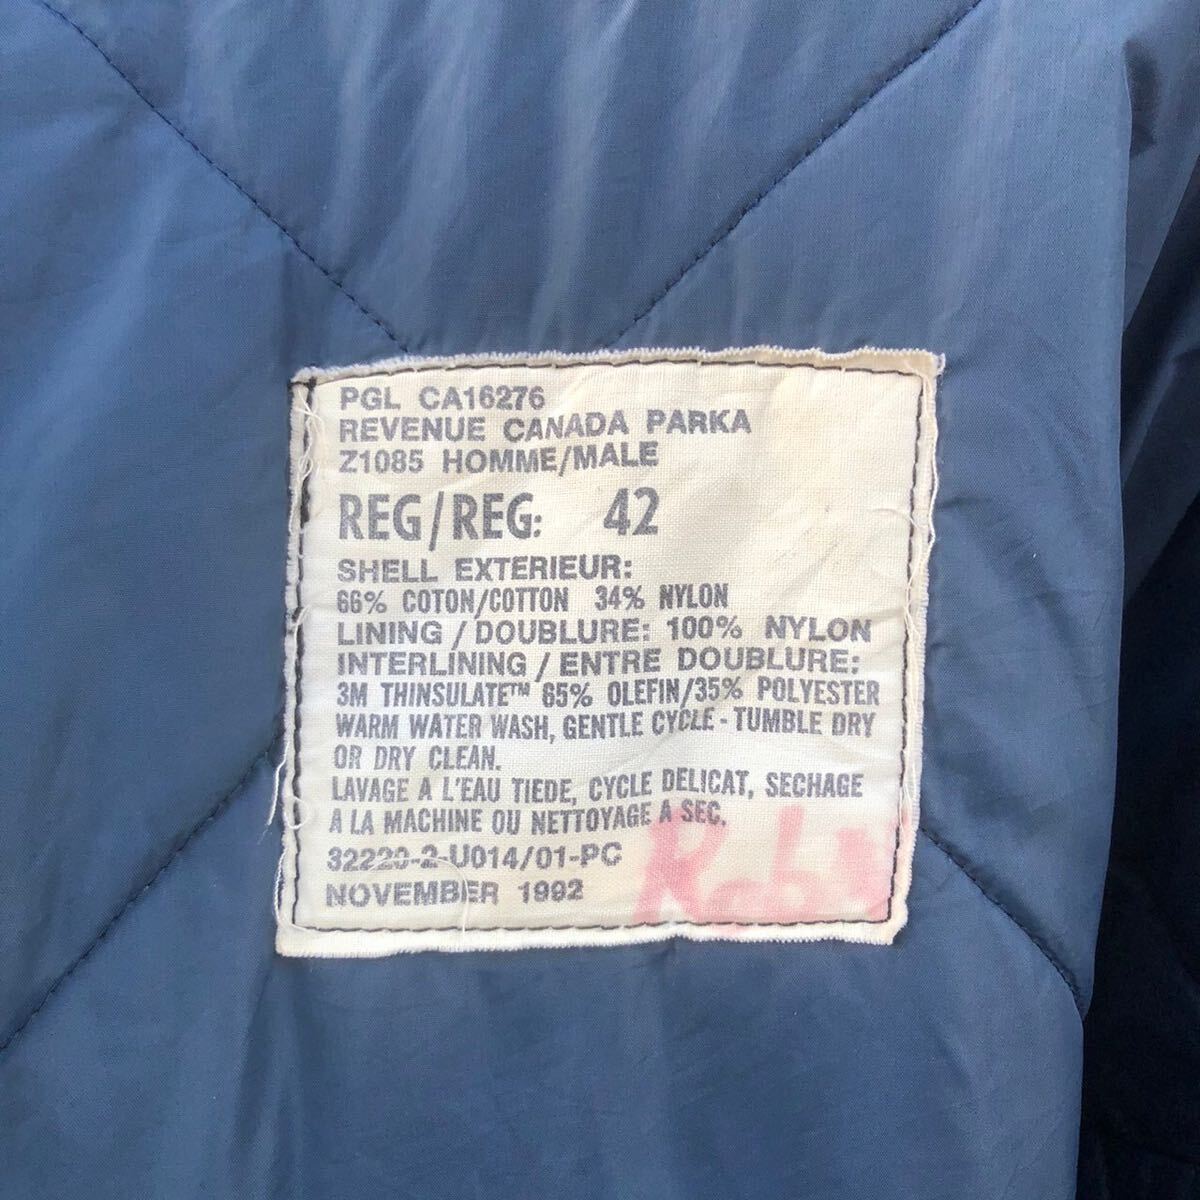 PGL CA16276
REVENUE CANADA PARKA
Z1085 HOMME/MALE
REG/REG: 42
SHELL EXTERIEUR:
66% COTON/COTTON 34% NYLON
LINING/DOUBLURE: 100% NYLON
INTERLINING/ENTRE DOUBLURE:
3M THINSULATE™ 65% OLEFIN/35% POLYESTER
WARM WATER WASH, GENTLE CYCLE - TUMBLE DRY
OR DRY CLEAN.
LAVAGE A L'EAU TIEDE, CYCLE DELICAT, SECHAGE
A LA MACHINE OU NETTOYAGE A SEC.
32220-2-U014/01-PC
NOVEMBER 1992